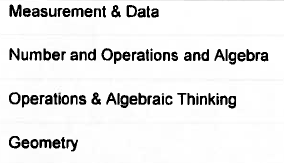 Measurement & Data
Number and Operations and Algebra
Operations & Algebraic Thinking
Geometry